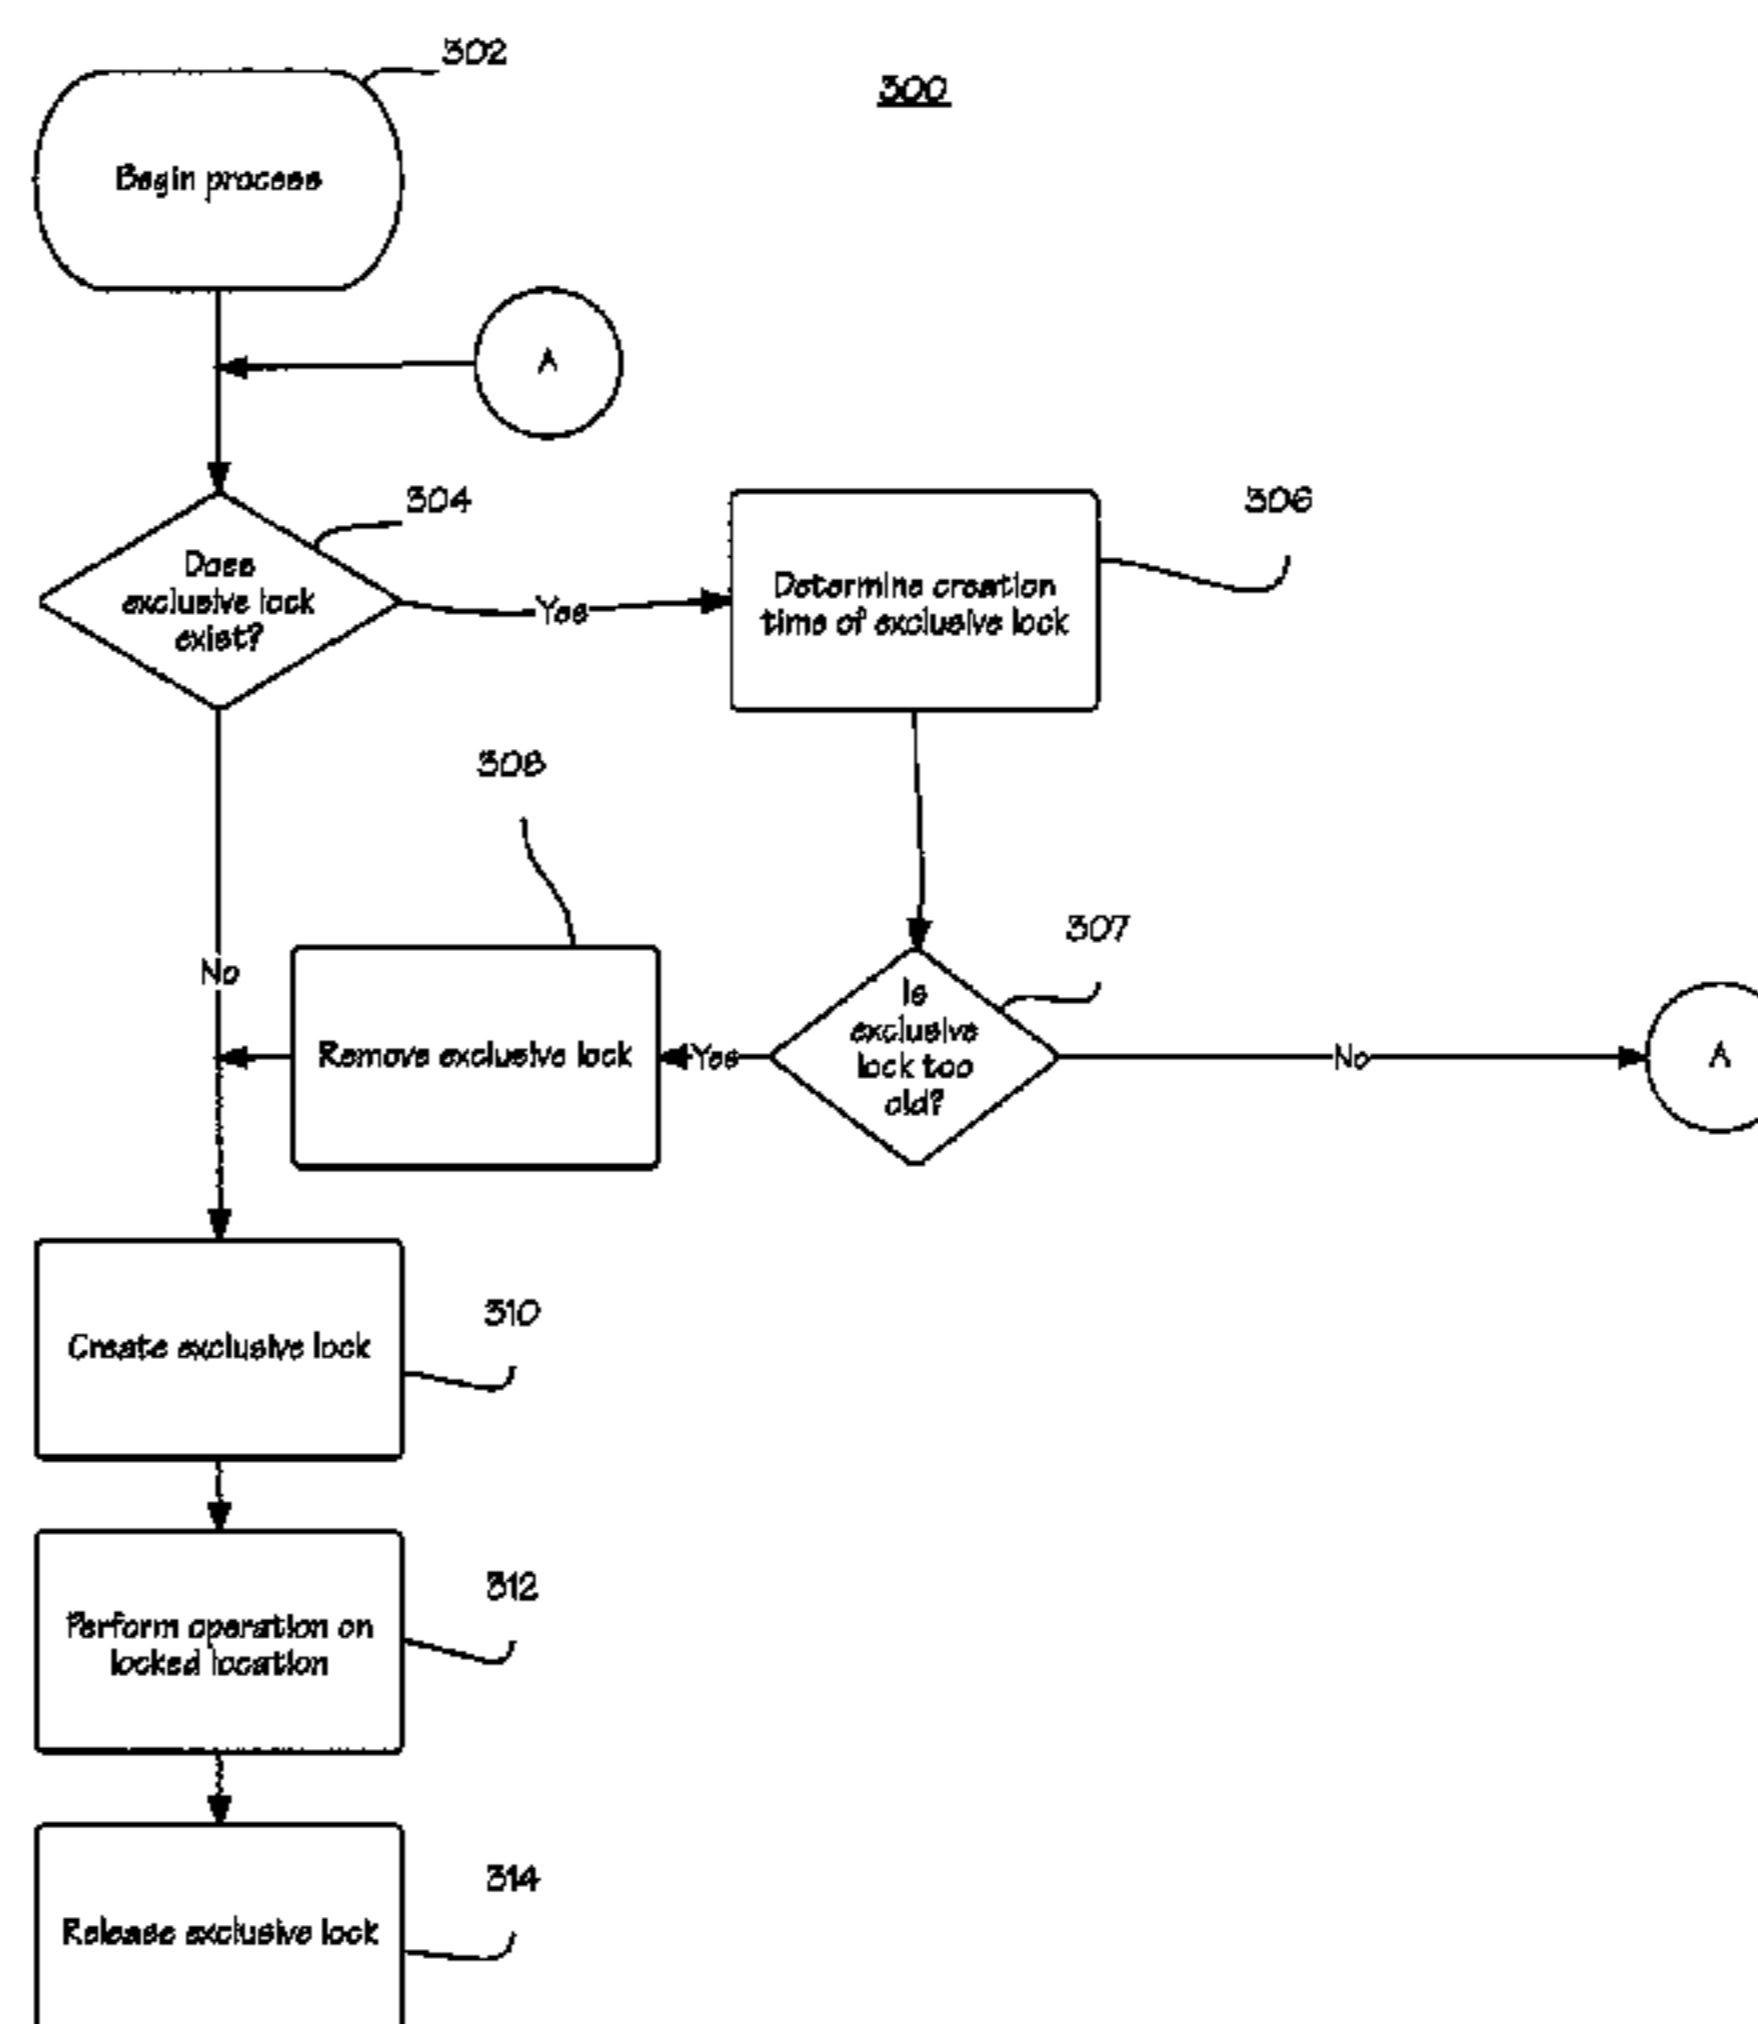 302
300
Begin process
A
304
Does
exclusive lock
exist?
Yes
306
Determine creation
time of exclusive lock
308
307
No
Remove exclusive lock
Yes
Is
exclusive
lock too
old?
No
A
310
Create exclusive lock
312
Perform operation on
locked location
314
Release exclusive lock